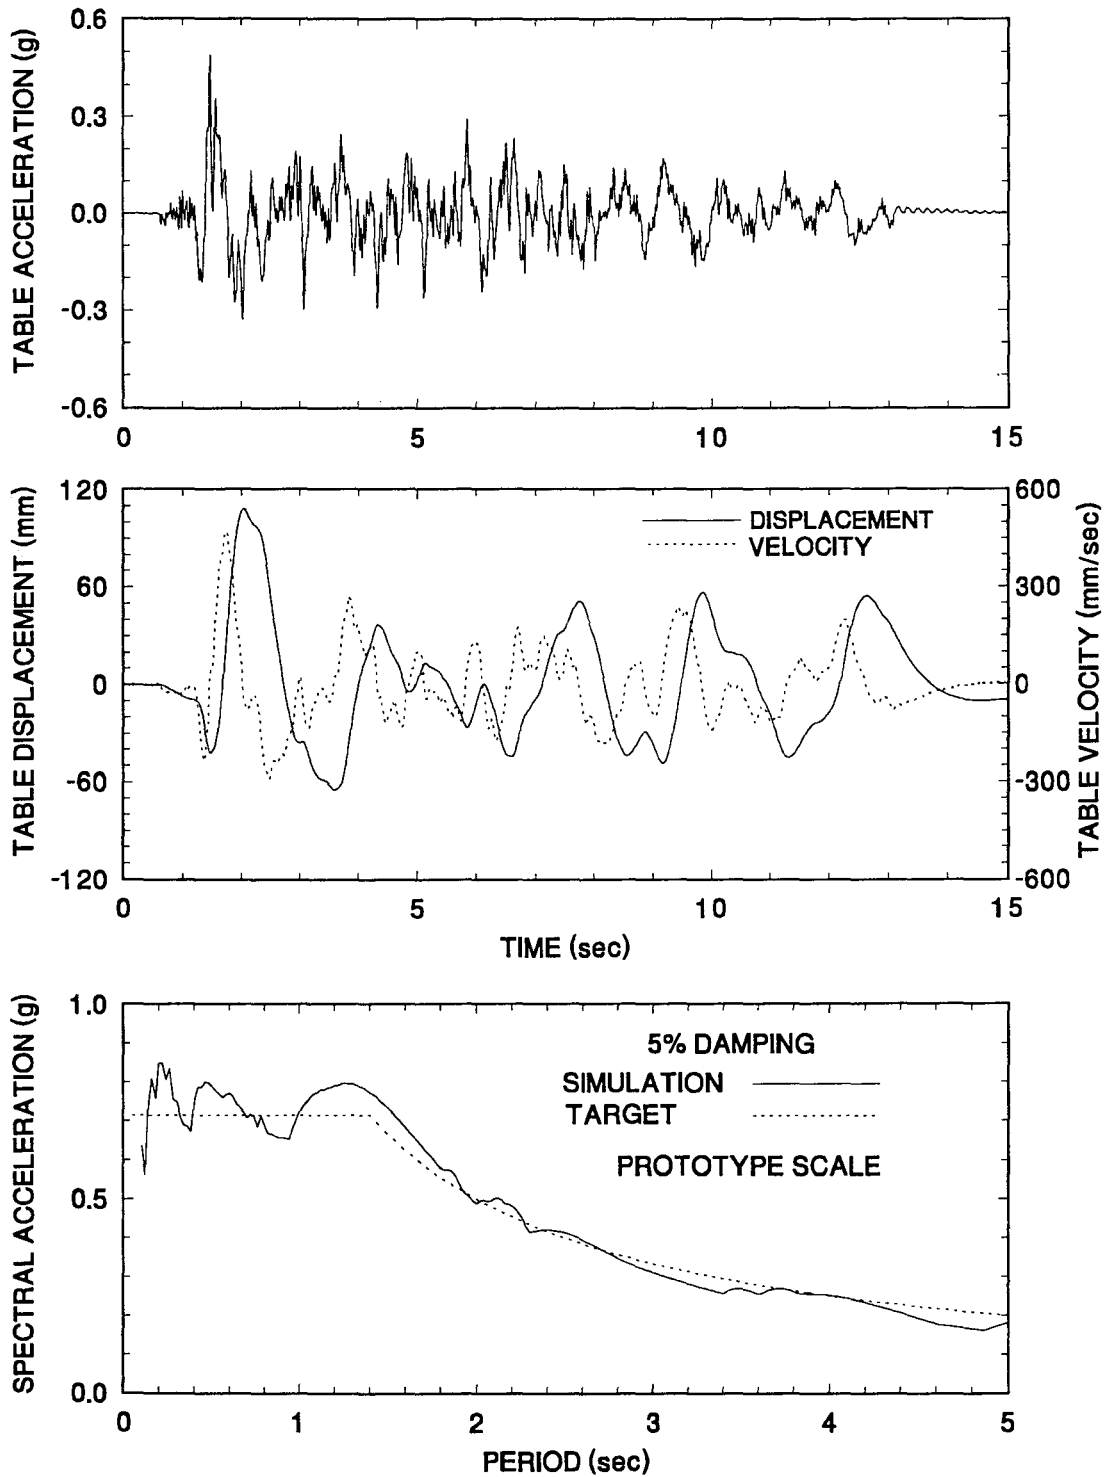 TABLE ACCELERATION (g)
0.6
0.3
0.0
-0.3
-0.6
0 5 10 15
TABLE DISPLACEMENT (mm)
120
60
0
-60
-120
DISPLACEMENT
VELOCITY
600
300
0
-300
-600
TABLE VELOCITY (mm/sec)
0 5 10 15
TIME (sec)
SPECTRAL ACCELERATION (g)
1.0
0.5
0.0
5% DAMPING
SIMULATION
TARGET
PROTOTYPE SCALE
0 1 2 3 4 5
PERIOD (sec)